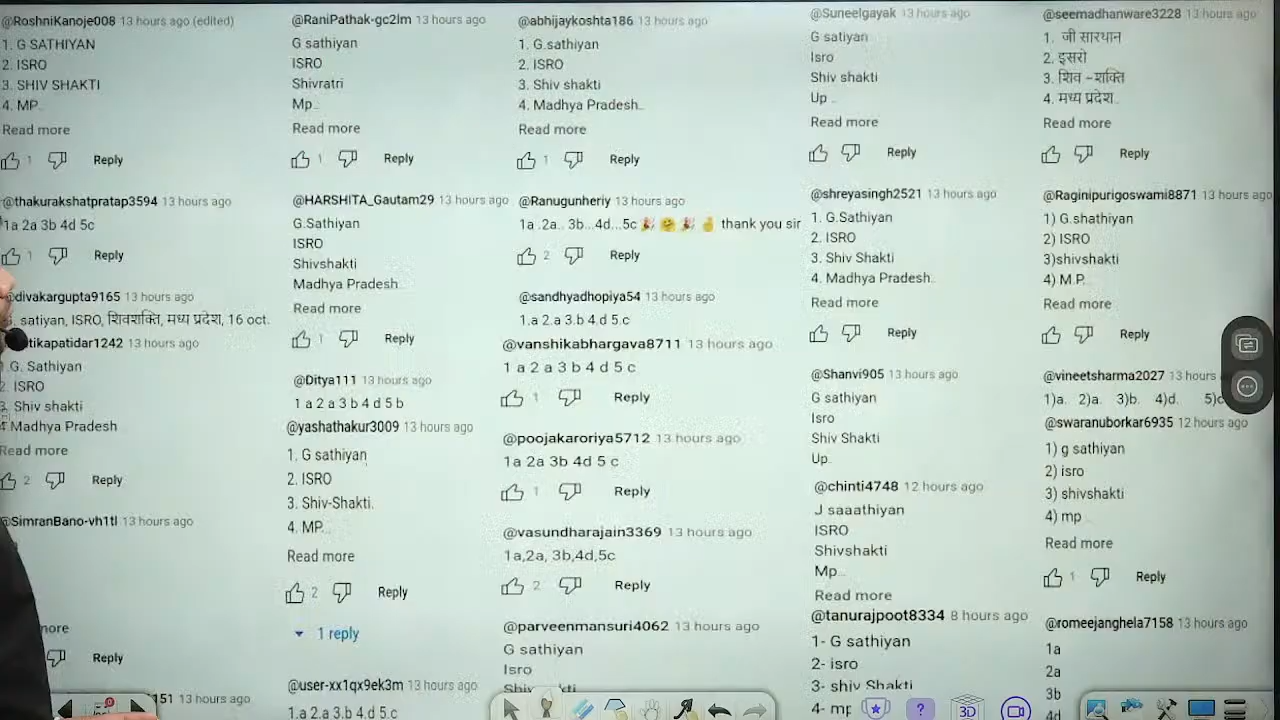 @RoshniKanoje008 13 hours ago (edited)
1. G SATHIYAN
2. ISRO
3. SHIV SHAKTI
4. MP..
Read more
1 Reply
@thakurakshatpratap3594 13 hours ago
1a 2a 3b 4d 5c
1 Reply
@divakargupta9165 13 hours ago
satiyan, ISRO, शिवशक्ति, मध्य प्रदेश, 16 oct.
tikapatidar1242 13 hours ago
G. Sathiyan
2. ISRO
3. Shiv shakti
4 Madhya Pradesh
Read more
2 Reply
@SimranBano-vh1tl 13 hours ago
more
Reply
151 13 hours ago
@RaniPathak-gc2lm 13 hours ago
G sathiyan
ISRO
Shivratri
Mp..
Read more
1 Reply
@HARSHITA_Gautam29 13 hours ago
G.Sathiyan
ISRO
Shivshakti
Madhya Pradesh
Read more
1 Reply
@Ditya111 13 hours ago
1 a 2 a 3 b 4 d 5 b
@yashathakur3009 13 hours ago
1. G sathiyan
2. ISRO
3. Shiv-Shakti.
4. MP...
Read more
2 Reply
1 reply
@user-xx1qx9ek3m 13 hours ago
1.a 2.a 3.b 4.d 5.c
@abhijaykoshta186 13 hours ago
1. G.sathiyan
2. ISRO
3. Shiv shakti
4. Madhya Pradesh..
Read more
1 Reply
@Ranugunheriy 13 hours ago
1a .2a.. 3b...4d...5c🎉🤗🎉🤞 thank you sir
2 Reply
@sandhyadhopiya54 13 hours ago
1.a 2.a 3.b 4.d 5.c
@vanshikabhargava8711 13 hours ago
1 a 2 a 3 b 4 d 5 c
1 Reply
@poojakaroriya5712 13 hours ago
1a 2a 3b 4d 5 c
1 Reply
@vasundharajain3369 13 hours ago
1a,2a, 3b,4d,5c
2 Reply
@parveenmansuri4062 13 hours ago
G sathiyan
Isro
@Suneelgayak 13 hours ago
G satiyan
Isro
Shiv shakti
Up ..
Read more
Reply
@shreyasingh2521 13 hours ago
1. G.Sathiyan
2. ISRO
3. Shiv Shakti
4. Madhya Pradesh..
Read more
Reply
@Shanvi905 13 hours ago
G sathiyan
Isro
Shiv Shakti
Up.
@chinti4748 12 hours ago
J saaathiyan
ISRO
Shivshakti
Mp...
Read more
@tanurajpoot8334 8 hours ago
1- G sathiyan
2- isro
3- shiv Shakti
4- mp
? 3D
@seemadhanware3228 13 hours ago
1. जी सारथान
2. इसरो
3. शिव –शक्ति
4. मध्य प्रदेश..
Read more
Reply
@Raginipurigoswami8871 13 hours ago
1) G.shathiyan
2) ISRO
3)shivshakti
4) M.P.
Read more
Reply
@vineetsharma2027 13 hours
1)a. 2)a. 3)b. 4)d. 5)c
@swaranuborkar6935 12 hours ago
1) g sathiyan
2) isro
3) shivshakti
4) mp
Read more
1 Reply
@romeejanghela7158 13 hours ago
1a
2a
3b
4d